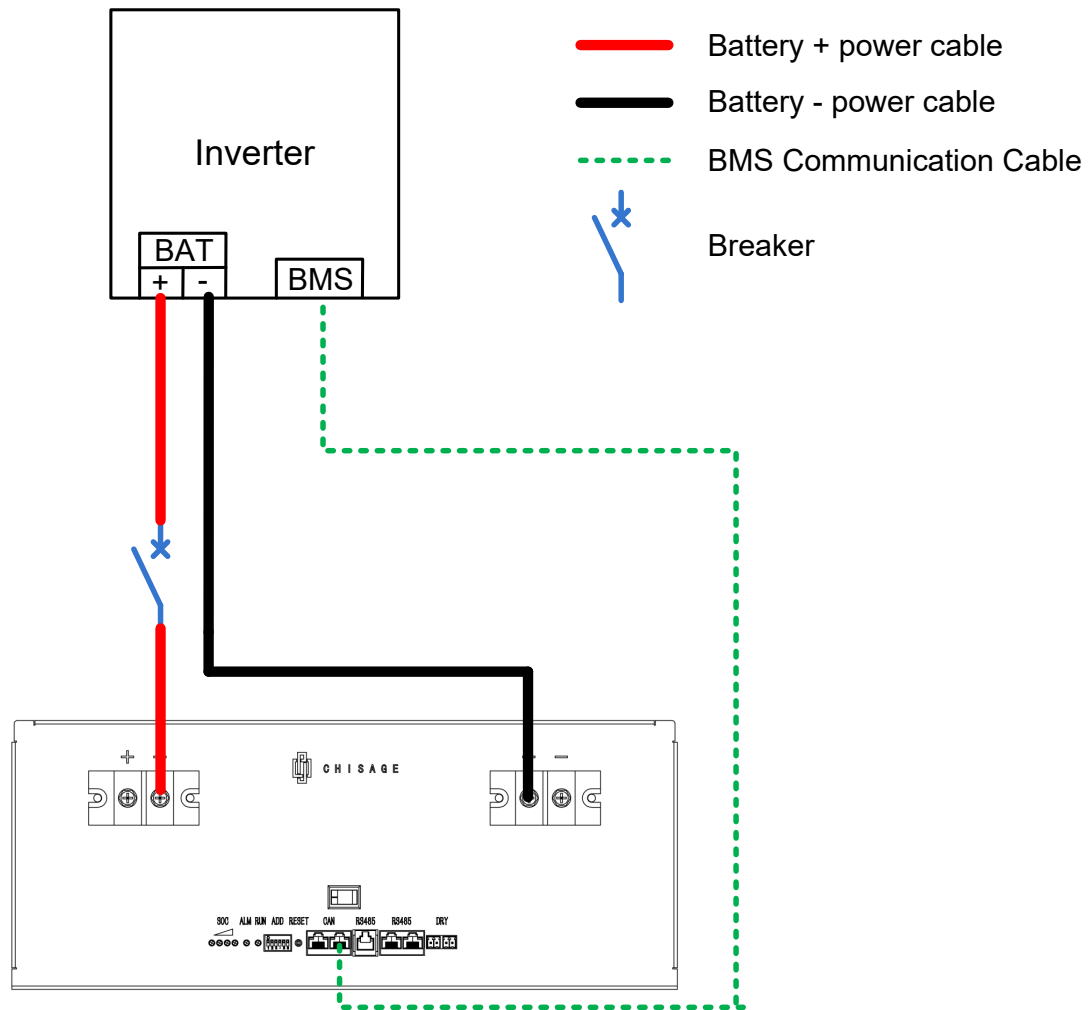 Battery + power cable
Battery - power cable
Inverter
BMS Communication Cable
Breaker
BAT
+ -
BMS
+ -
CHISAGE
SOC ALM RUN ADD RESET CAN RS485 RS485 DRY